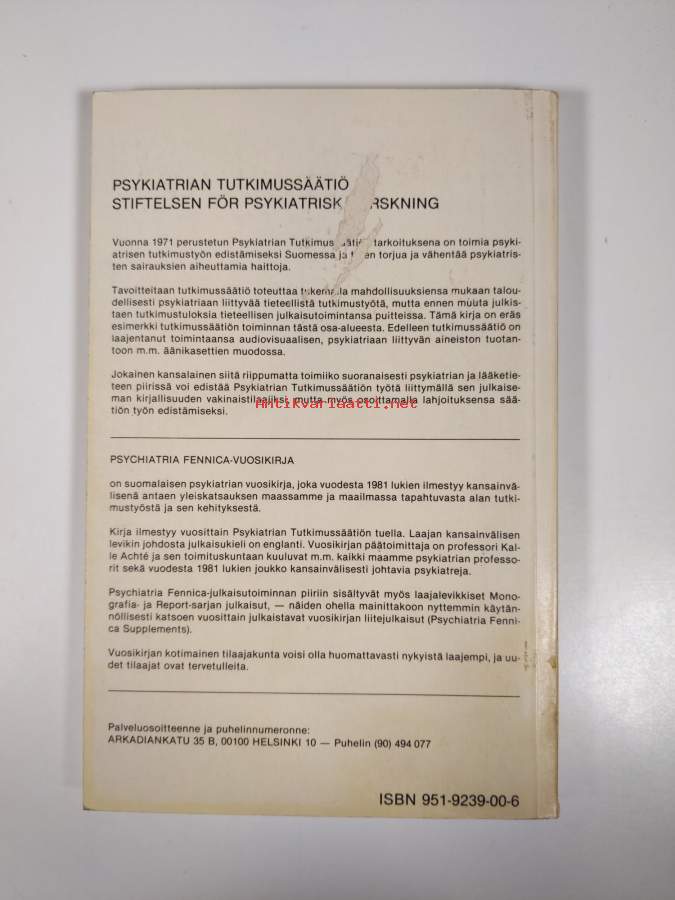 PSYKIATRIAN TUTKIMUSSÄÄTIÖ
STIFTELSEN FÖR PSYKIATRISK
Vuonna 1971 perustetun Psykiatrian tarkoituksena on toimia psyki-
atrisen tutkimustyön edistämiseksi Suomessa torjua ja vähentää psykiatris-
ten sairauksien aiheuttamia haittoja.
Tavoitteitaan tutkimussäätiö toteuttaa tukemalla mahdollisuuksiensa mukaan talou-
dellisesti psykiatriaan liittyvää tieteellistä tutkimustyötä, mutta ennen muuta julkis-
taen tutkimustuloksia tieteellisen julkaisutoimintansa puitteissa. Tämä kirja on eräs
esimerkki tutkimussäätiön toiminnan tästä osa-alueesta. Edelleen tutkimussäätiö on
laajentanut toimintaansa audiovisuaalisen, psykiatriaan liittyvän aineiston tuotan-
toon m.m. äänikasettien muodossa.
Jokainen kansalainen siitä riippumatta toimiiko suoranaisesti psykiatrian ja lääketie-
teen piirissä voi edistää Psykiatrian Tutkimussäätiön työtä liittymällä sen julkaise-
man kirjallisuuden vakinaistilaajiksi, mutta myös osoittamalla lahjoituksensa sää-
tiön työn edistämiseksi.
Antikvariaatti.net
PSYCHIATRIA FENNICA-VUOSIKIRJA
on suomalaisen psykiatrian vuosikirja, joka vuodesta 1981 lukien ilmestyy kansainvä-
lisenä antaen yleiskatsauksen maassamme ja maailmassa tapahtuvasta alan tutki-
mustyöstä ja sen kehityksestä.
Kirja ilmestyy vuosittain Psykiatrian Tutkimussäätiön tuella. Laajan kansainvälisen
levikin johdosta julkaisukieli on englanti. Vuosikirjan päätoimittaja on professori Kal-
le Achté ja sen toimituskuntaan kuuluvat m.m. kaikki maamme psykiatrian professo-
rit sekä vuodesta 1981 lukien joukko kansainvälisesti johtavia psykiatreja.
Psychiatria Fennica-julkaisutoiminnan piiriin sisältyvät myös laajalevikkiset Mono-
grafia- ja Report-sarjan julkaisut, — näiden ohella mainittakoon nyttemmin käytän-
nöllisesti katsoen vuosittain julkaistavat vuosikirjan liitejulkaisut (Psychiatria Fenni-
ca Supplements).
Vuosikirjan kotimainen tilaajakunta voisi olla huomattavasti nykyistä laajempi, ja uu-
det tilaajat ovat tervetulleita.
Palveluosoitteenne ja puhelinnumeronne:
ARKADIANKATU 35 B, 00100 HELSINKI 10 — Puhelin (90) 494 077
ISBN 951-9239-00-6